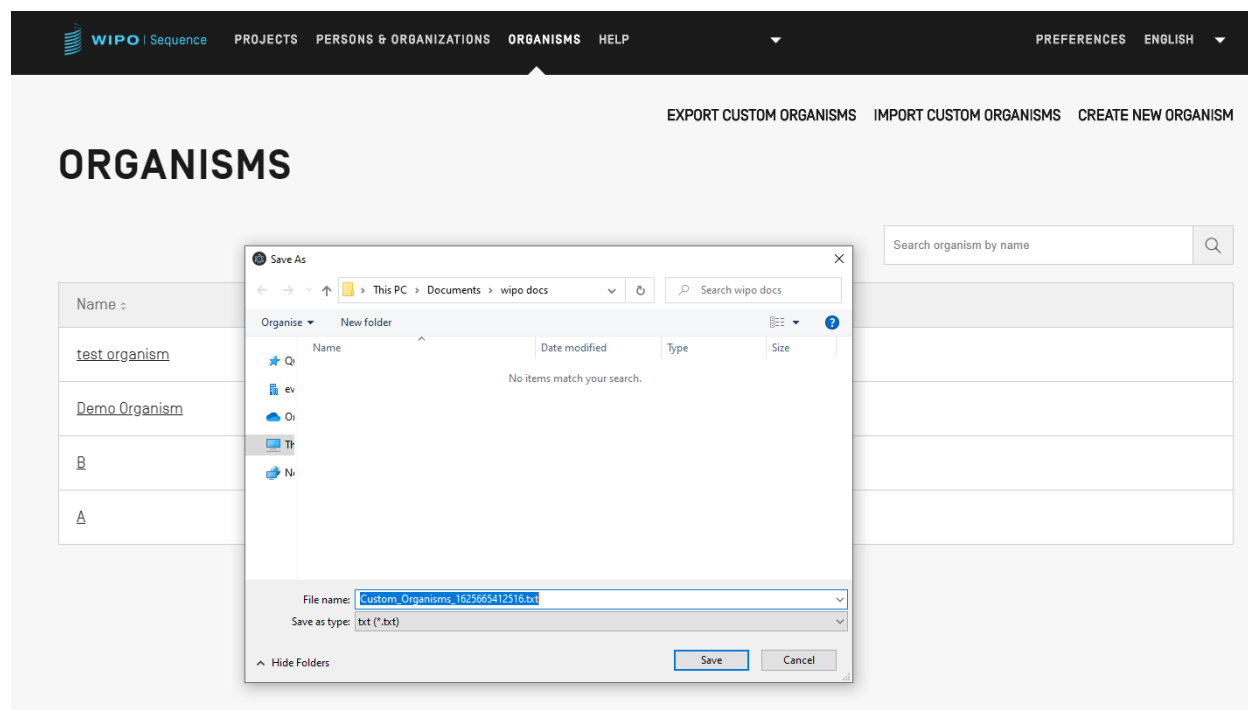 WIPO | Sequence PROJECTS PERSONS & ORGANIZATIONS ORGANISMS HELP PREFERENCES ENGLISH
EXPORT CUSTOM ORGANISMS IMPORT CUSTOM ORGANISMS CREATE NEW ORGANISM
ORGANISMS
Search organism by name
Name
test organism
Demo Organism
B
A
Save As
This PC > Documents > wipo docs
Search wipo docs
Organise New folder
Name Date modified Type Size
No items match your search.
File name: Custom_Organisms_1625665412516.txt
Save as type: txt (*.txt)
Hide Folders Save Cancel